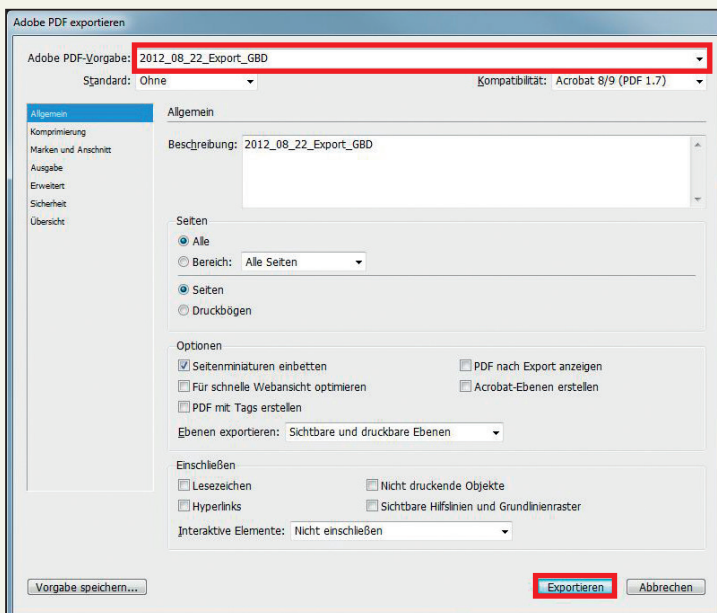 Adobe PDF exportieren
Adobe PDF-Vorgabe: 2012_08_22_Export_GBD
Standard: Ohne Kompatibilität: Acrobat 8/9 (PDF 1.7)
Allgemein
Komprimierung
Marken und Anschnitt
Ausgabe
Erweitert
Sicherheit
Übersicht
Allgemein
Beschreibung: 2012_08_22_Export_GBD
Seiten
Alle
Bereich: Alle Seiten
Seiten
Druckbögen
Optionen
Seitenminiaturen einbetten PDF nach Export anzeigen
Für schnelle Webansicht optimieren Acrobat-Ebenen erstellen
PDF mit Tags erstellen
Ebenen exportieren: Sichtbare und druckbare Ebenen
Einschließen
Lesezeichen Nicht druckende Objekte
Hyperlinks Sichtbare Hilfslinien und Grundlinienraster
Interaktive Elemente: Nicht einschließen
Vorgabe speichern... Exportieren Abbrechen